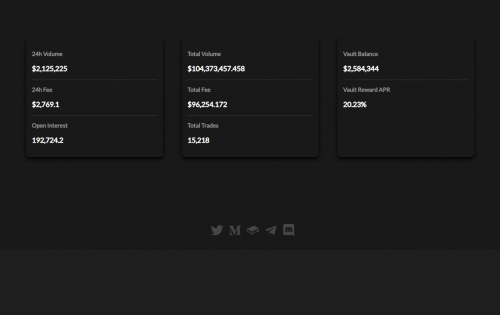 24h Volume
$2,125,225
24h Fee
$2,769.1
Open Interest
192,724.2
Total Volume
$104,373,457.458
Total Fee
$96,254.172
Total Trades
15,218
Vault Balance
$2,584,344
Vault Reward APR
20.23%